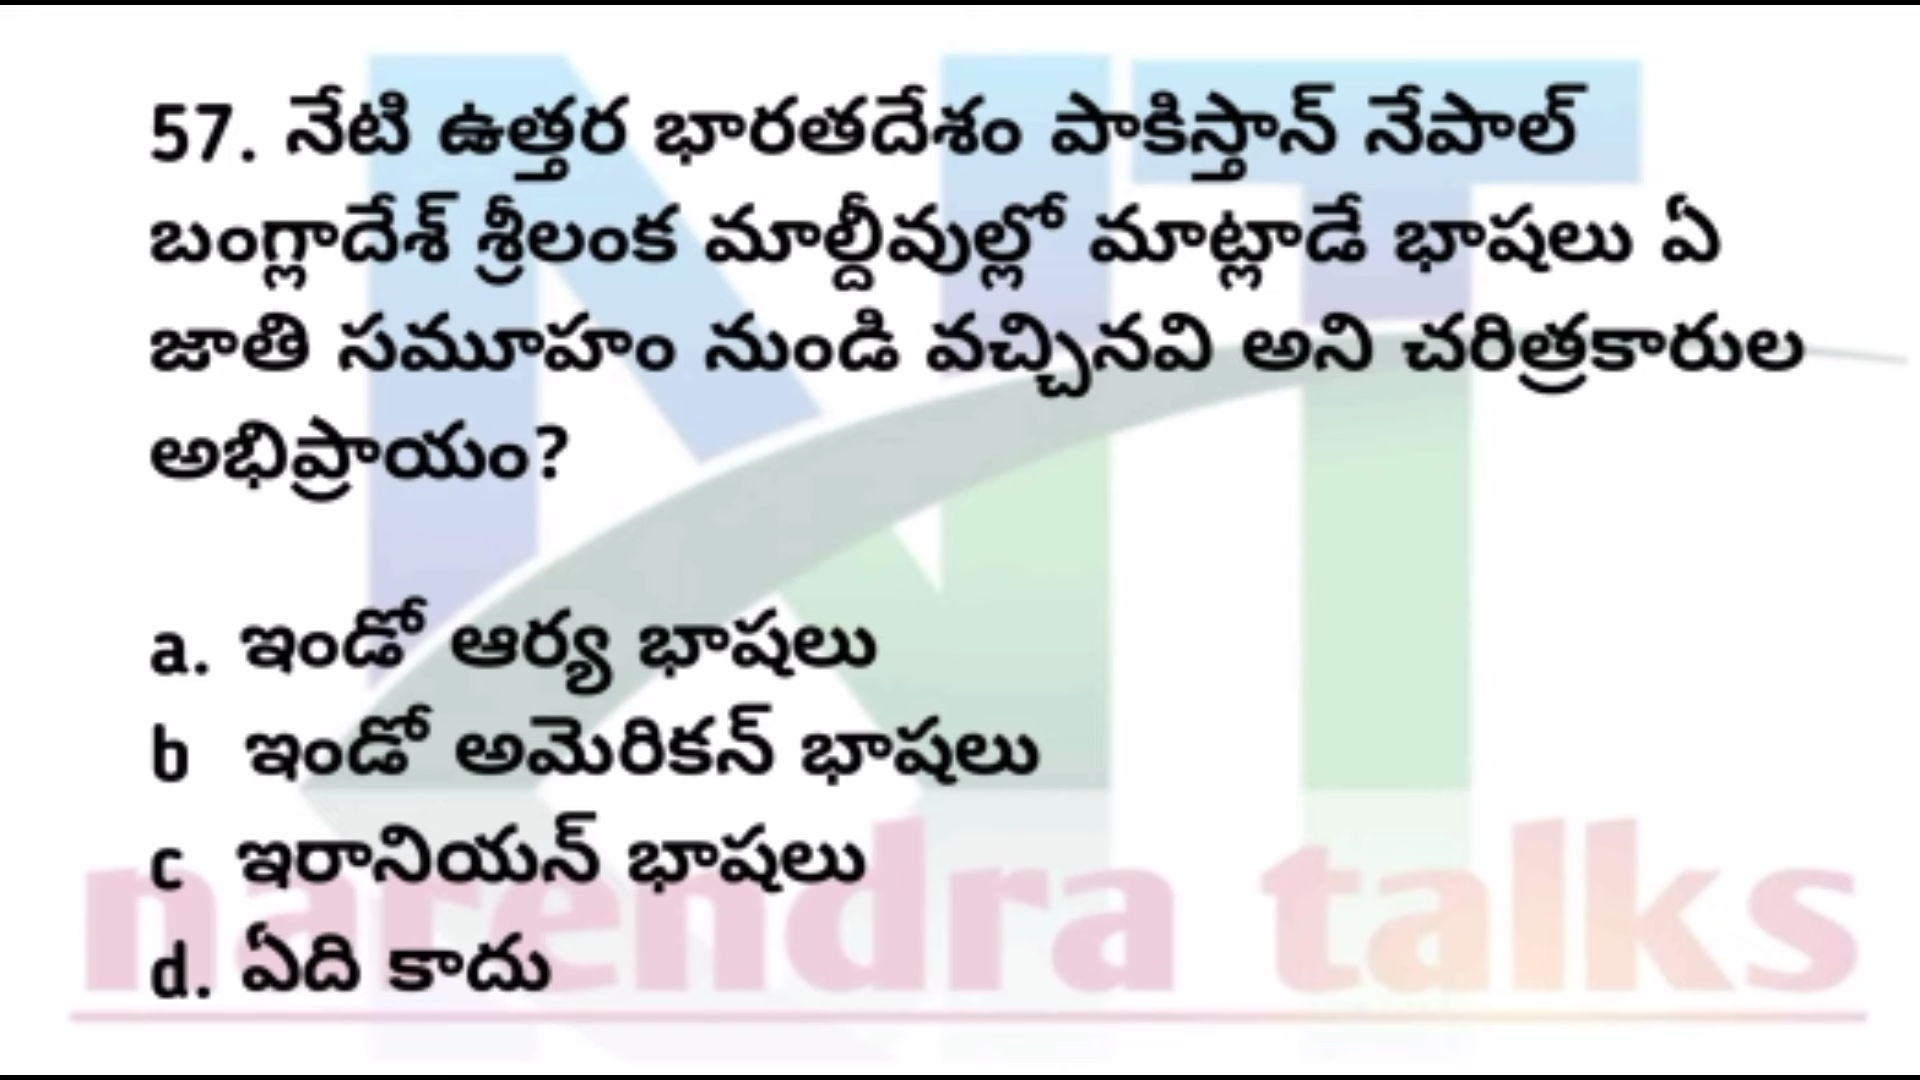 57. నేటి ఉత్తర భారతదేశం పాకిస్తాన్ నేపాల్
బంగ్లాదేశ్ శ్రీలంక మాల్దీవుల్లో మాట్లాడే భాషలు ఏ
జాతి సమూహం నుండి వచ్చినవి అని చరిత్రకారుల
అభిప్రాయం?
a. ఇండో ఆర్య భాషలు
b ఇండో అమెరికన్ భాషలు
c ఇరానియన్ భాషలు
d. ఏది కాదు
NT
narendra talks